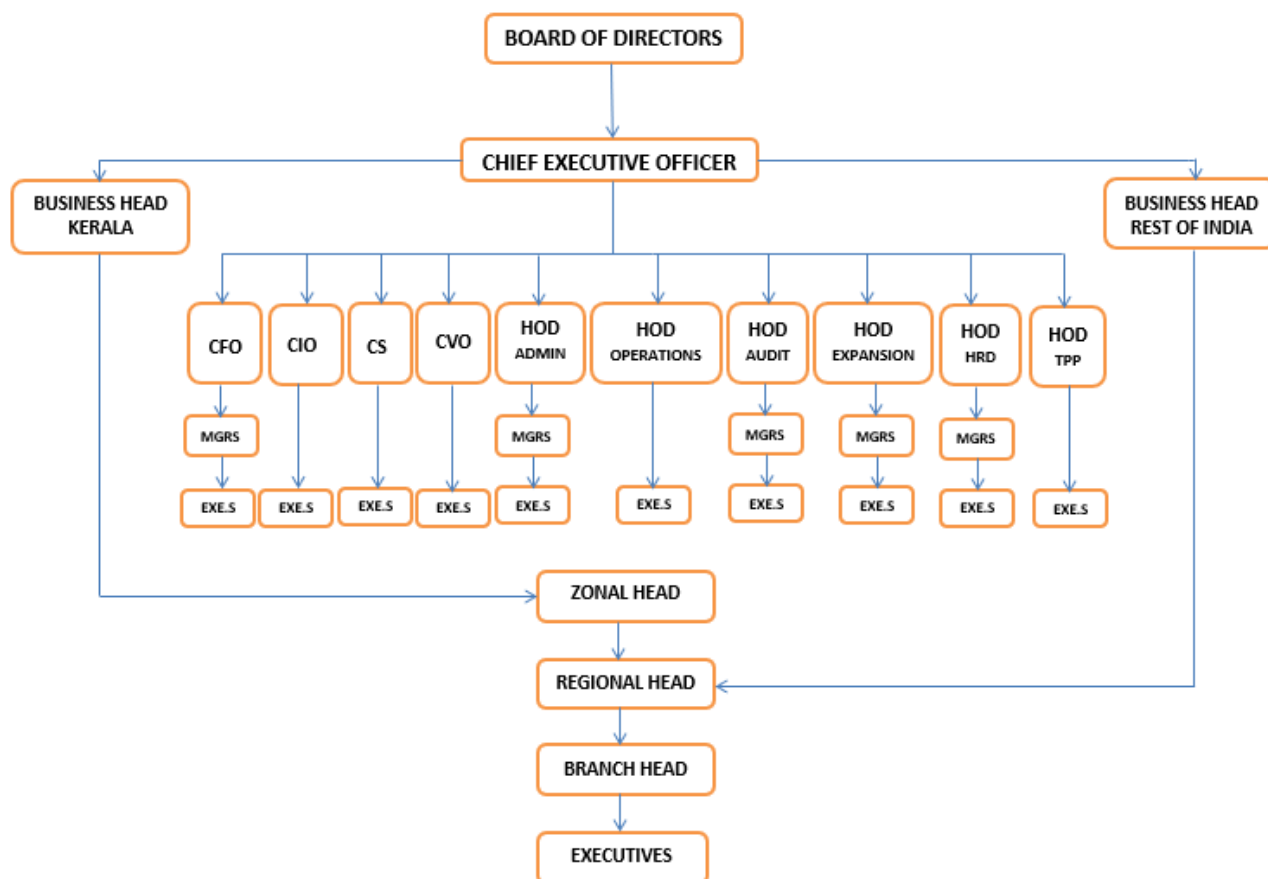 BOARD OF DIRECTORS
CHIEF EXECUTIVE OFFICER
BUSINESS HEAD
KERALA
BUSINESS HEAD
REST OF INDIA
CFO
CIO
CS
CVO
HOD
ADMIN
HOD
OPERATIONS
HOD
AUDIT
HOD
EXPANSION
HOD
HRD
HOD
TPP
MGRS
MGRS
MGRS
MGRS
MGRS
EXE.S
EXE.S
EXE.S
EXE.S
EXE.S
EXE.S
EXE.S
EXE.S
EXE.S
EXE.S
ZONAL HEAD
REGIONAL HEAD
BRANCH HEAD
EXECUTIVES